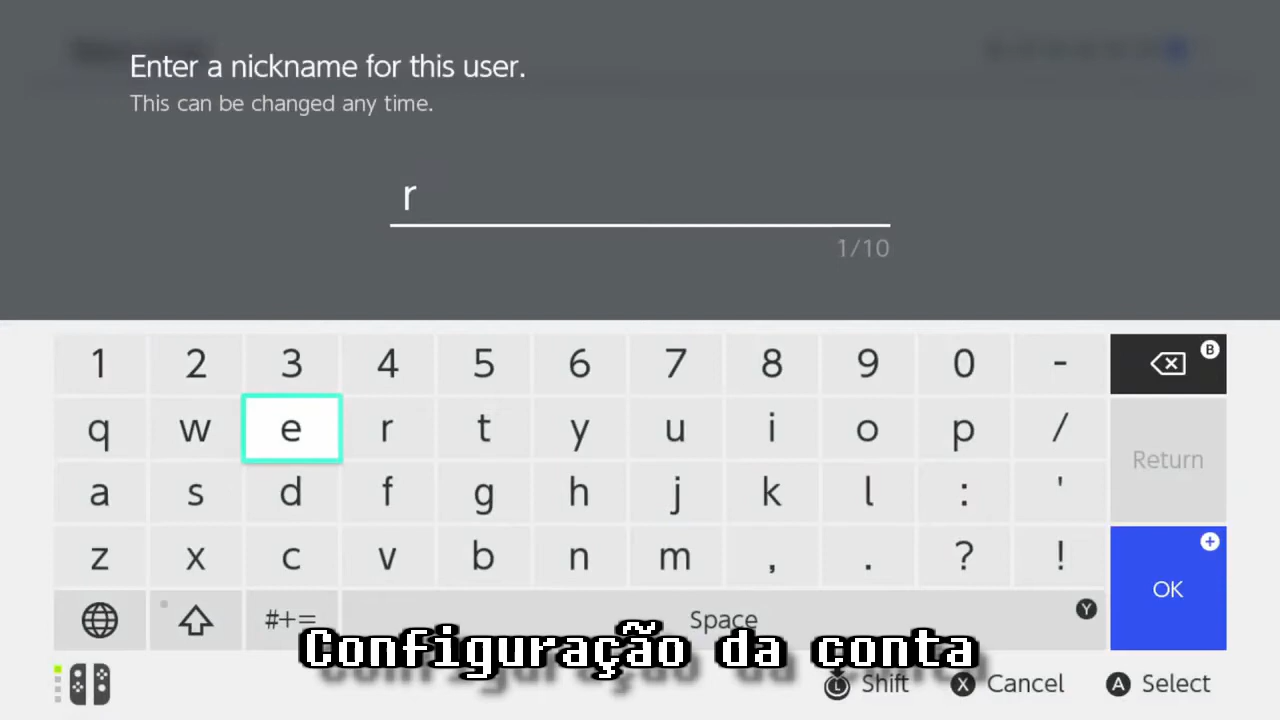 Enter a nickname for this user.
This can be changed any time.
r
1/10
1 2 3 4 5 6 7 8 9 0 - B
q w e r t y u i o p / Return
a s d f g h j k l : '
z x c v b n m , . ? ! + OK
#+= Space Y
Configuração da conta
L Shift X Cancel A Select